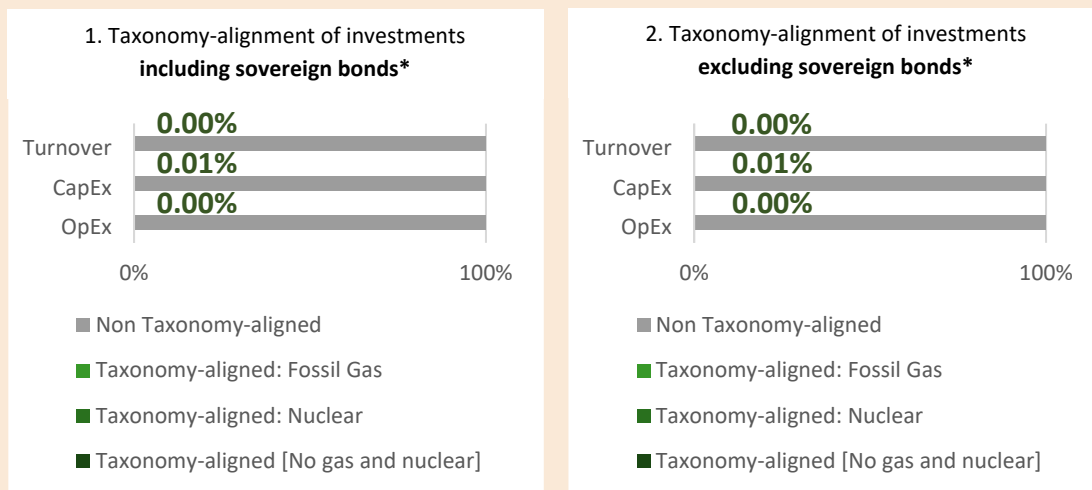 1. Taxonomy-alignment of investments
including sovereign bonds*
0.00%
Turnover
0.01%
CapEx
0.00%
OpEx
0%
100%
Non Taxonomy-aligned
Taxonomy-aligned: Fossil Gas
Taxonomy-aligned: Nuclear
Taxonomy-aligned [No gas and nuclear]
2. Taxonomy-alignment of investments
excluding sovereign bonds*
0.00%
Turnover
0.01%
CapEx
0.00%
OpEx
0%
100%
Non Taxonomy-aligned
Taxonomy-aligned: Fossil Gas
Taxonomy-aligned: Nuclear
Taxonomy-aligned [No gas and nuclear]